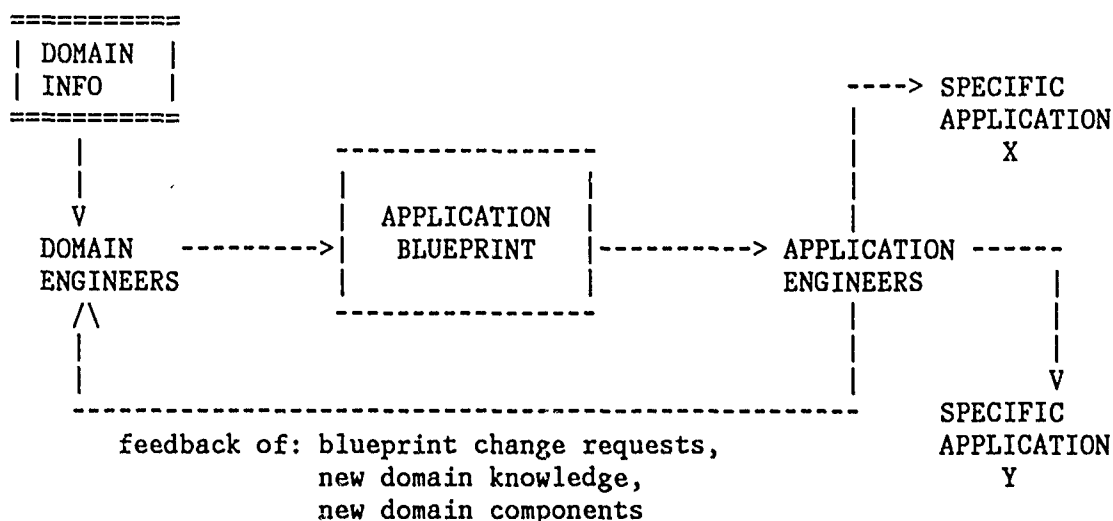 DOMAIN
INFO
----> SPECIFIC
APPLICATION
X
APPLICATION
BLUEPRINT
DOMAIN
ENGINEERS
APPLICATION
ENGINEERS
SPECIFIC
APPLICATION
Y
feedback of: blueprint change requests,
new domain knowledge,
new domain components